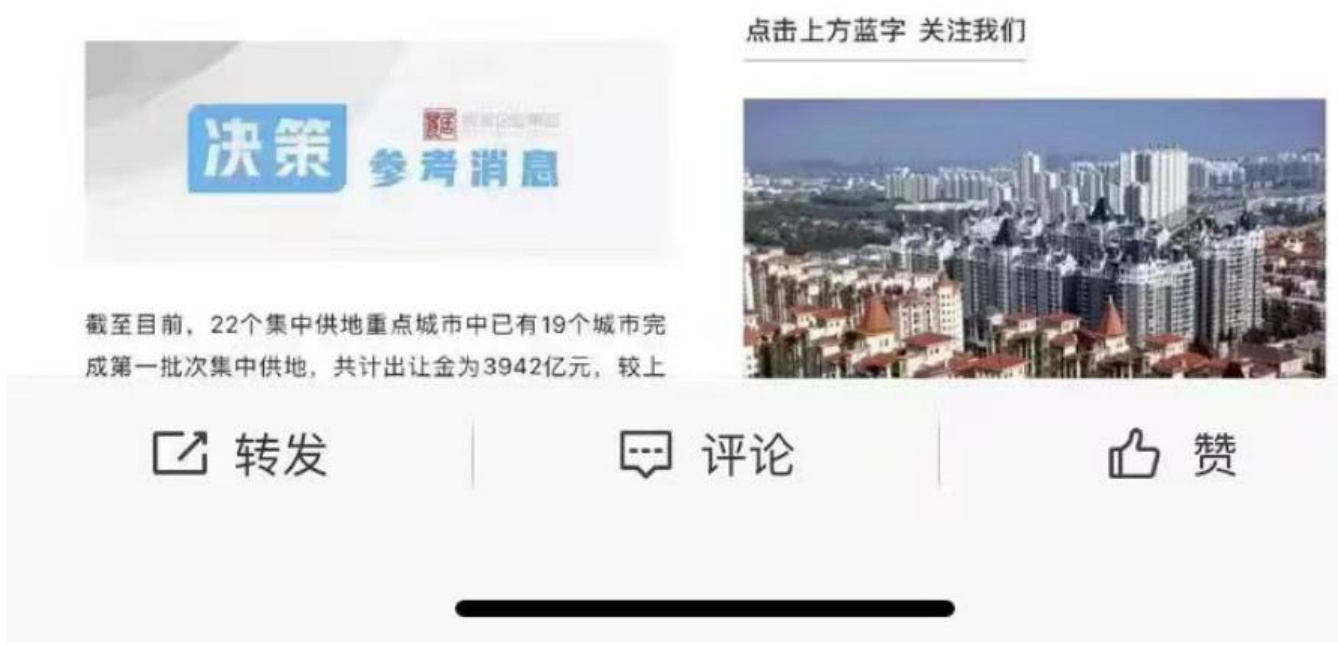 决策
参考消息
截至目前，22个集中供地重点城市中已有19个城市完
成第一批次集中供地，共计出让金为3942亿元，较上
点击上方蓝字 关注我们
转发
评论
赞